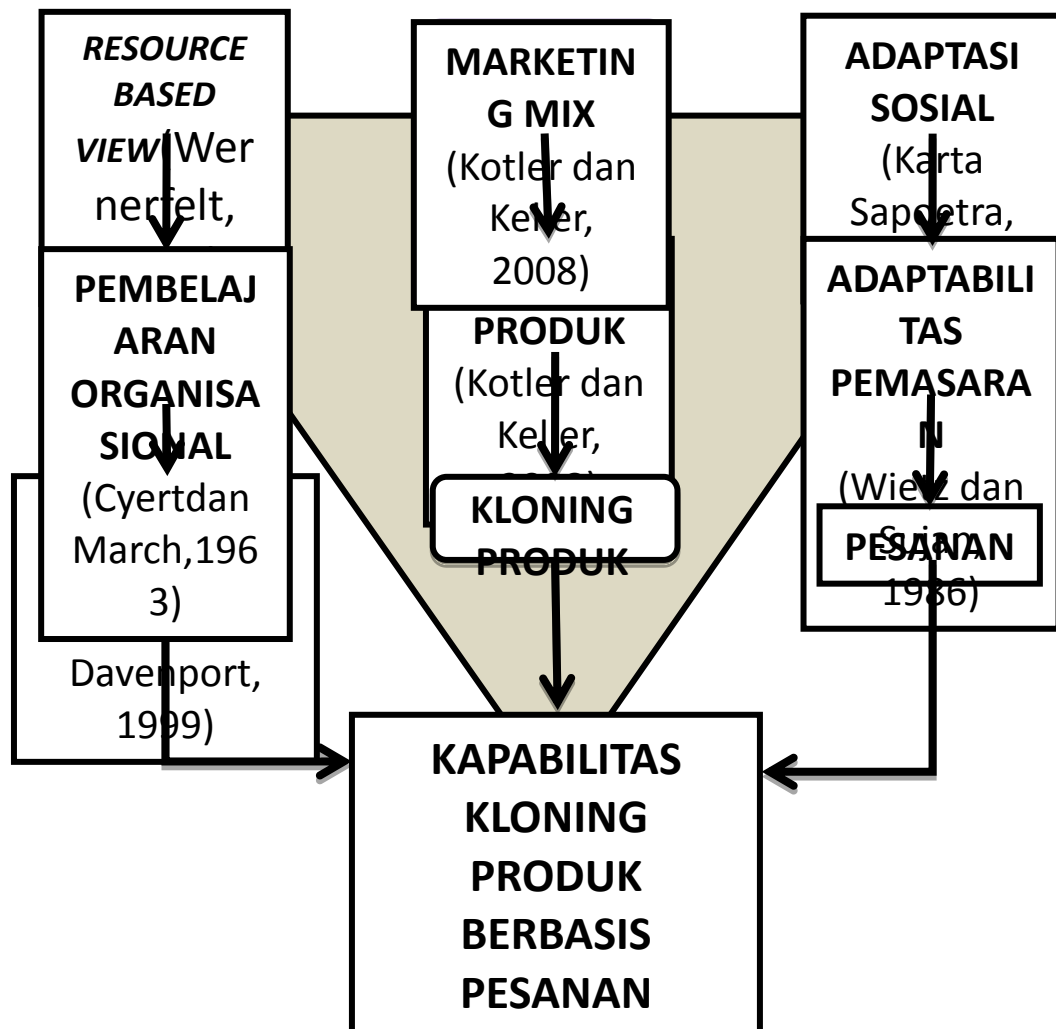 RESOURCE
BASED
VIEW(Wer
nerfelt,
PEMBELAJ
ARAN
ORGANISA
SIONAL
(Cyertdan
March,196
3)
Davenport,
1999)
MARKETIN
G MIX
(Kotler dan
Keller,
2008)
PRODUK
(Kotler dan
Keller,
KLONING
PRODUK
ADAPTASI
SOSIAL
(Karta
Sapoetra,
ADAPTABILI
TAS
PEMASARA
N
(Wietz dan
Sujan,
1986)
PESANAN
KAPABILITAS
KLONING
PRODUK
BERBASIS
PESANAN